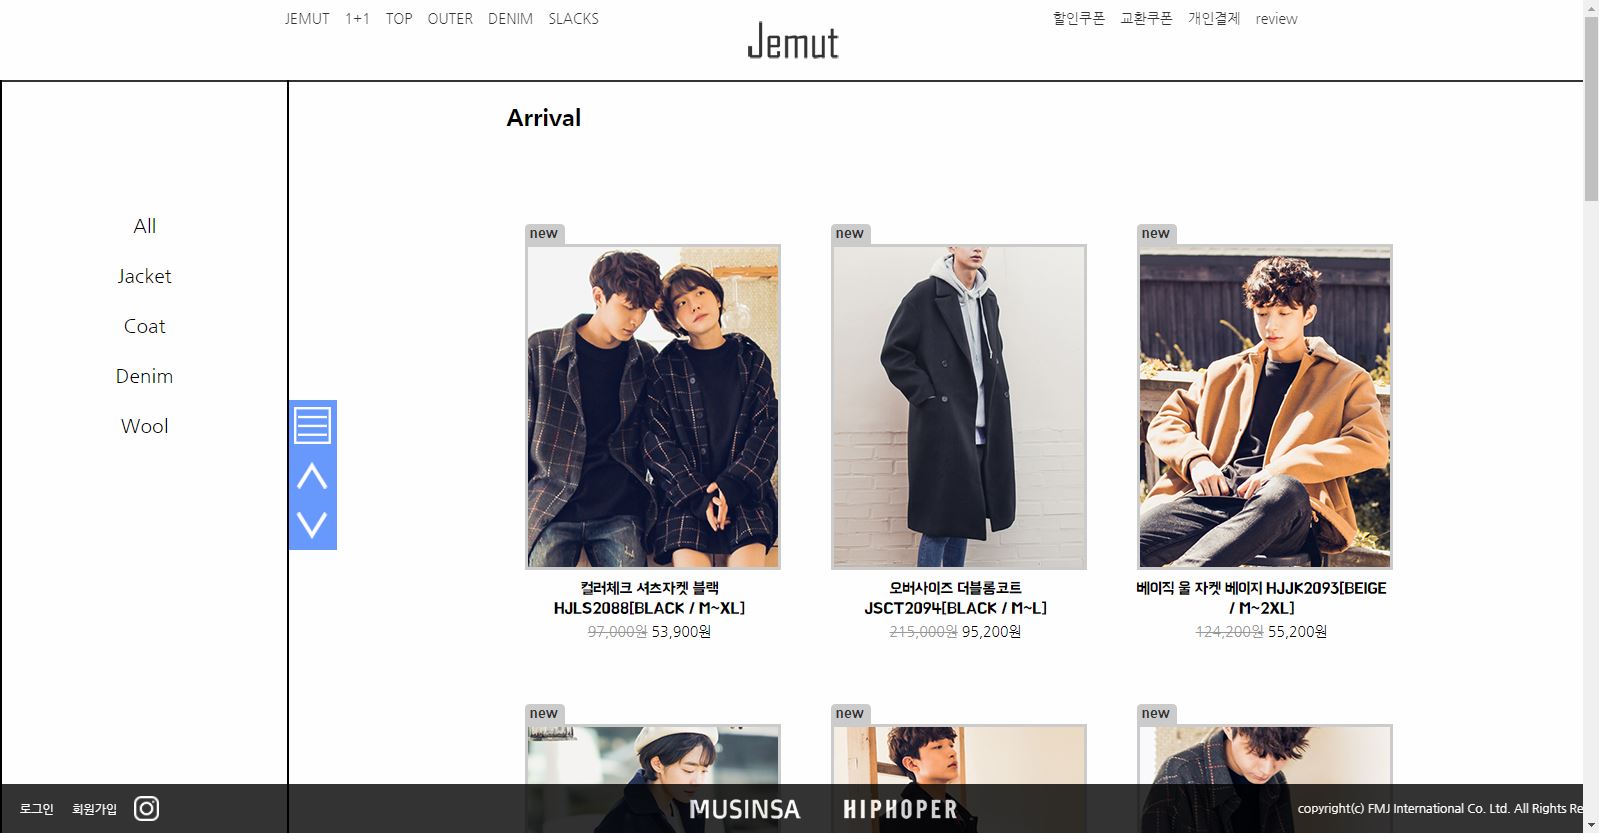 JEMUT 1+1 TOP OUTER DENIM SLACKS
Jemut
할인쿠폰 교환쿠폰 개인결제 review
Arrival
All
Jacket
Coat
Denim
Wool
new
new
new
컬러체크 셔츠자켓 블랙
HJLS2088[BLACK / M~XL]
97,000원 53,900원
오버사이즈 더블롱코트
JSCT2094[BLACK / M~L]
215,000원 95,200원
베이직 울 자켓 베이지 HJJK2093[BEIGE
/ M~2XL]
124,200원 55,200원
new
new
new
로그인 회원가입
MUSINSA HIPHOPER
copyright(c) FMJ International Co. Ltd. All Rights Re